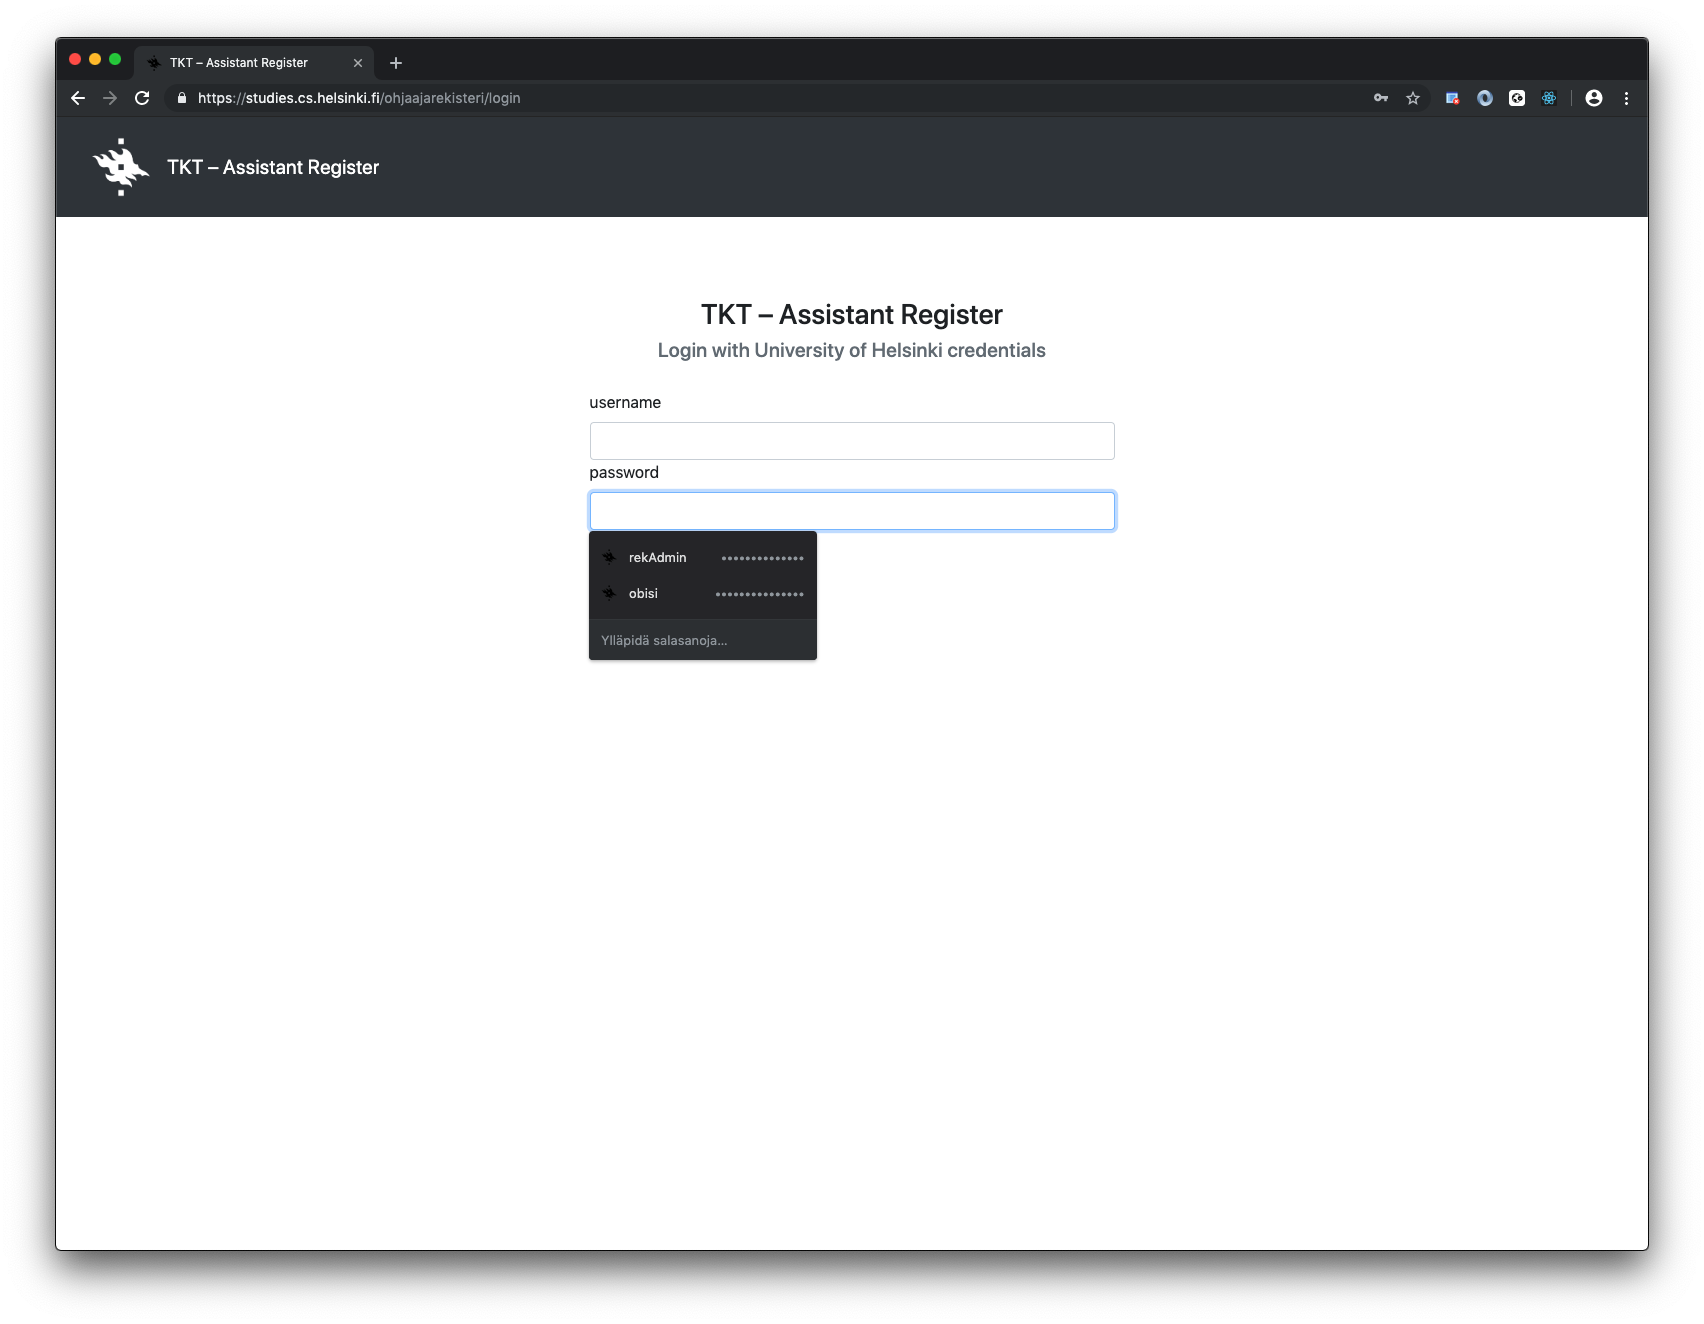 TKT – Assistant Register
https://studies.cs.helsinki.fi/ohjaajarekisteri/login
TKT – Assistant Register
TKT – Assistant Register
Login with University of Helsinki credentials
username
password
rekAdmin ••••••••••••••
obisi •••••••••••••••
Ylläpidä salasanoja...